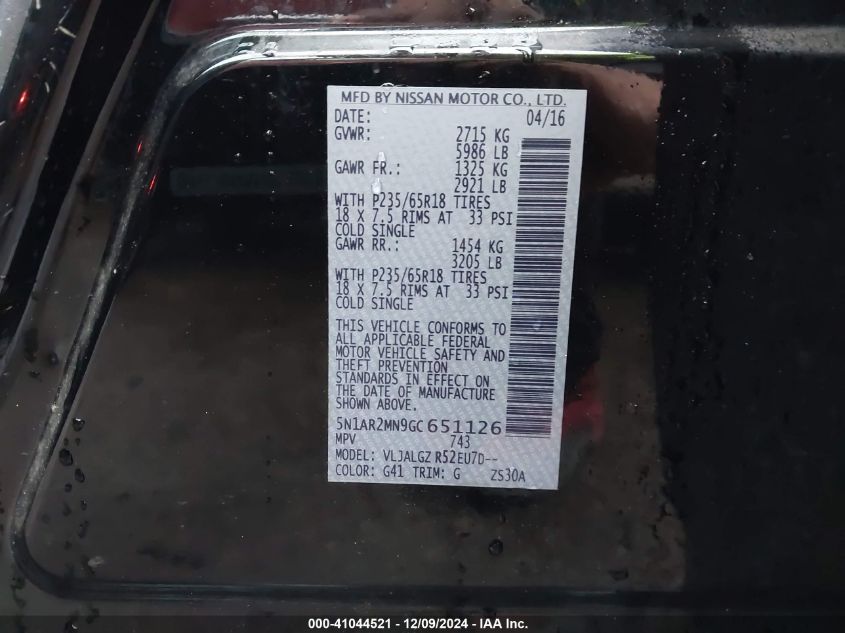 MFD BY NISSAN MOTOR CO., LTD.
DATE: 04/16
GVWR: 2715 KG
5986 LB
GAWR FR.: 1325 KG
2921 LB
WITH P235/65R18 TIRES
18 X 7.5 RIMS AT 33 PSI
COLD SINGLE
GAWR RR.: 1454 KG
3205 LB
WITH P235/65R18 TIRES
18 X 7.5 RIMS AT 33 PSI
COLD SINGLE
THIS VEHICLE CONFORMS TO
ALL APPLICABLE FEDERAL
MOTOR VEHICLE SAFETY AND
THEFT PREVENTION
STANDARDS IN EFFECT ON
THE DATE OF MANUFACTURE
SHOWN ABOVE.
5N1AR2MN9GC 651126
MPV 743
MODEL: VLJALGZ R52EU7D--
COLOR: G41 TRIM: G ZS30A
000-41044521 - 12/09/2024 - IAA Inc.